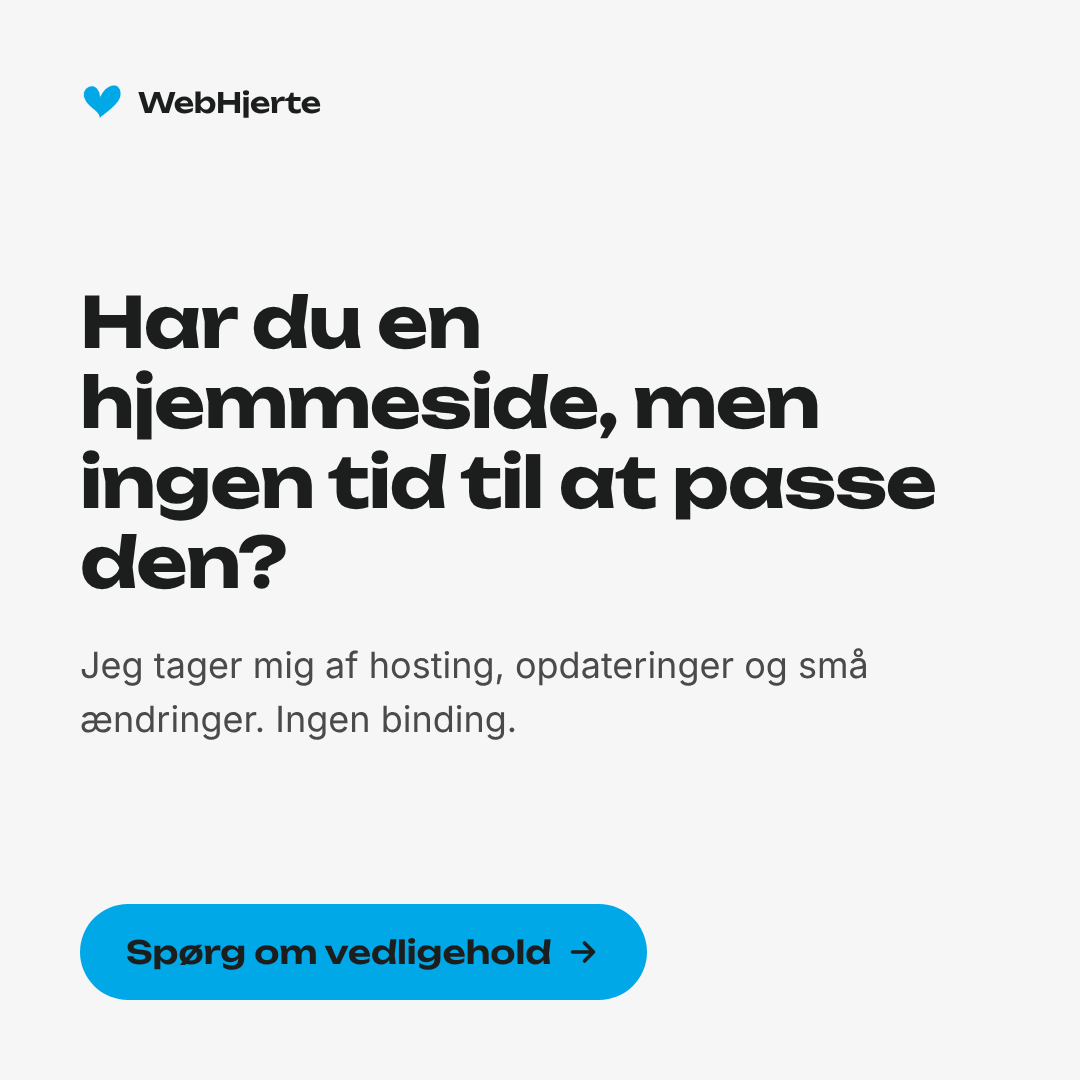 WebHjerte
Har du en
hjemmeside, men
ingen tid til at passe
den?
Jeg tager mig af hosting, opdateringer og små
ændringer. Ingen binding.
Spørg om vedligehold →